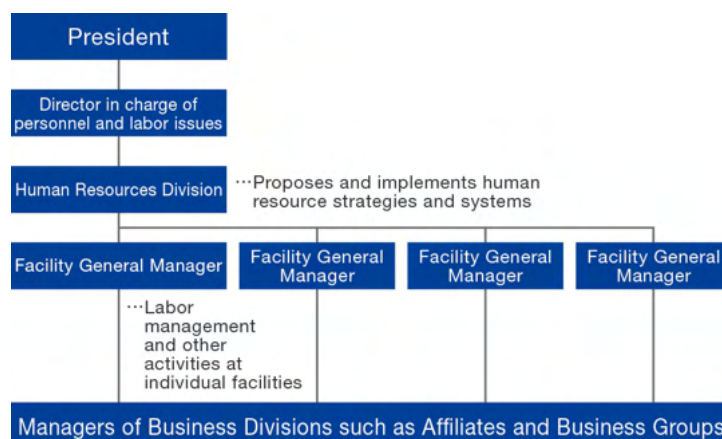 President
Director in charge of
personnel and labor issues
Human Resources Division
…Proposes and implements human
resource strategies and systems
Facility General Manager
Facility General
Manager
Facility General
Manager
Facility General
Manager
…Labor
management
and other
activities at
individual facilities
Managers of Business Divisions such as Affiliates and Business Groups